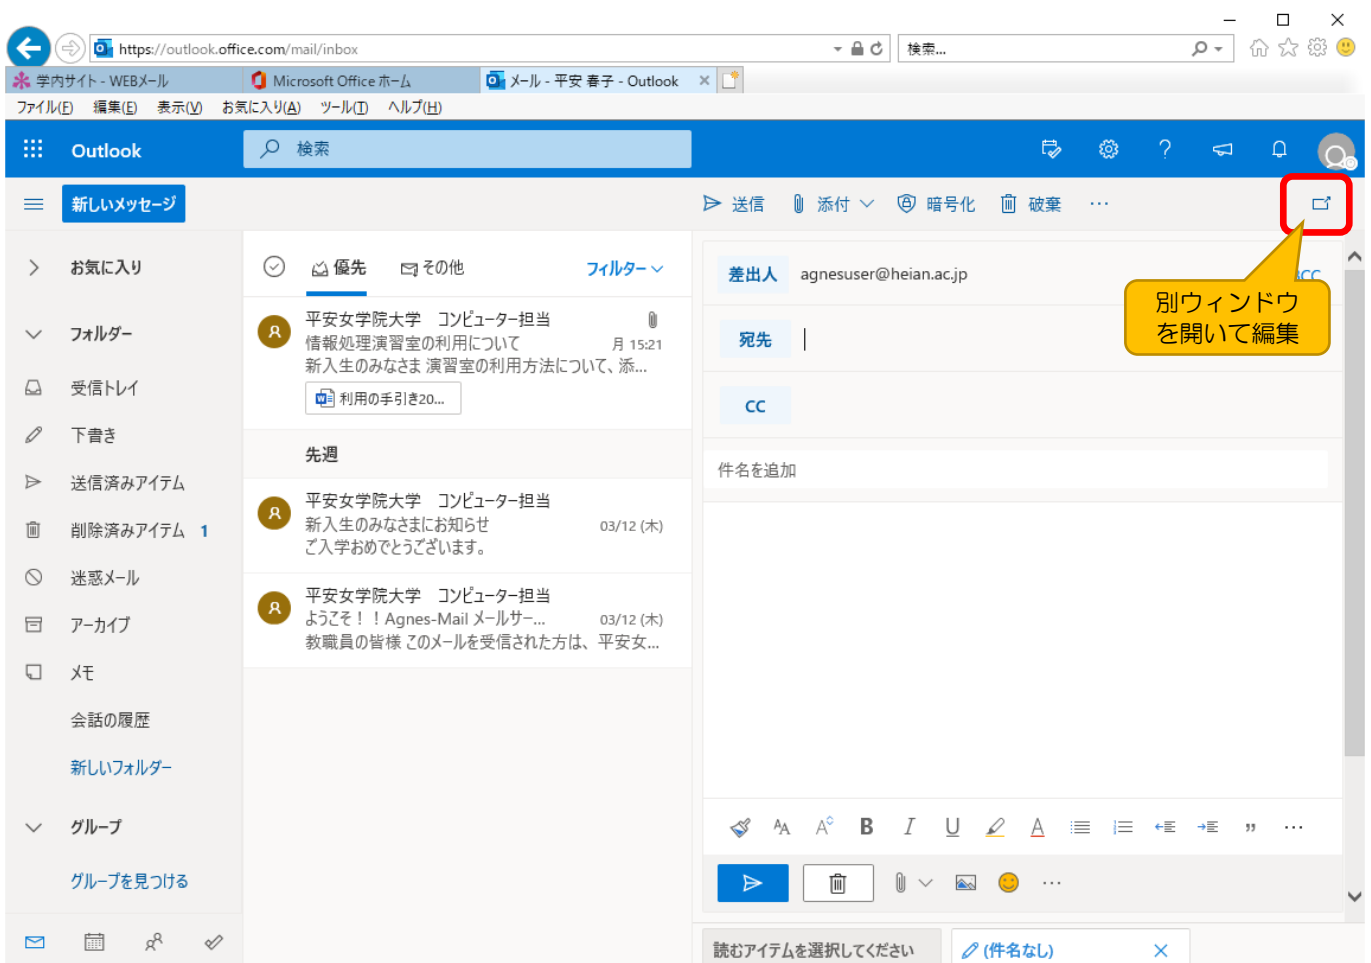 https://outlook.office.com/mail/inbox
検索...
学内サイト - WEBメール
Microsoft Office ホーム
メール - 平安 春子 - Outlook
ファイル(F) 編集(E) 表示(V) お気に入り(A) ツール(T) ヘルプ(H)
Outlook
検索
新しいメッセージ
送信 添付 暗号化 破棄 ...
お気に入り
フォルダー
受信トレイ
下書き
送信済みアイテム
削除済みアイテム 1
迷惑メール
アーカイブ
メモ
会話の履歴
新しいフォルダー
グループ
グループを見つける
優先 その他 フィルター
平安女学院大学 コンピューター担当
情報処理演習室の利用について 月 15:21
新入生のみなさま 演習室の利用方法について、添...
利用の手引き20...
先週
平安女学院大学 コンピューター担当
新入生のみなさまにお知らせ 03/12 (木)
ご入学おめでとうございます。
平安女学院大学 コンピューター担当
ようこそ！！Agnes-Mail メールサー... 03/12 (木)
教職員の皆様 このメールを受信された方は、平安女...
差出人 agnesuser@heian.ac.jp
別ウィンドウ
を開いて編集
宛先
CC
件名を追加
読むアイテムを選択してください
(件名なし)